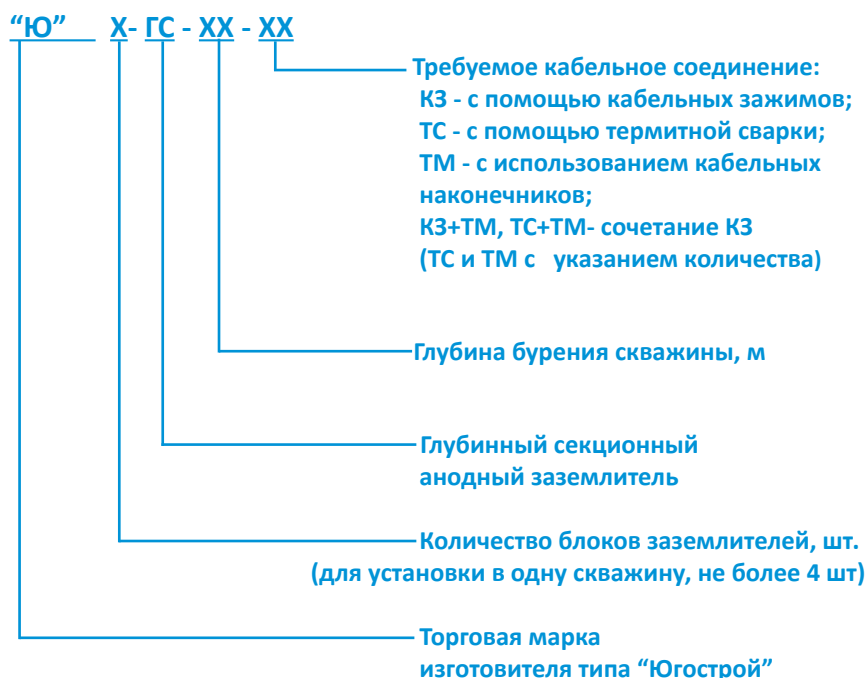 “Ю” Х- ГС - ХХ - ХХ
Требуемое кабельное соединение:
КЗ - с помощью кабельных зажимов;
ТС - с помощью термитной сварки;
ТМ - с использованием кабельных
наконечников;
КЗ+ТМ, ТС+ТМ- сочетание КЗ
(ТС и ТМ с указанием количества)
Глубина бурения скважины, м
Глубинный секционный
анодный заземлитель
Количество блоков заземлителей, шт.
(для установки в одну скважину, не более 4 шт)
Торговая марка
изготовителя типа “Югострой”